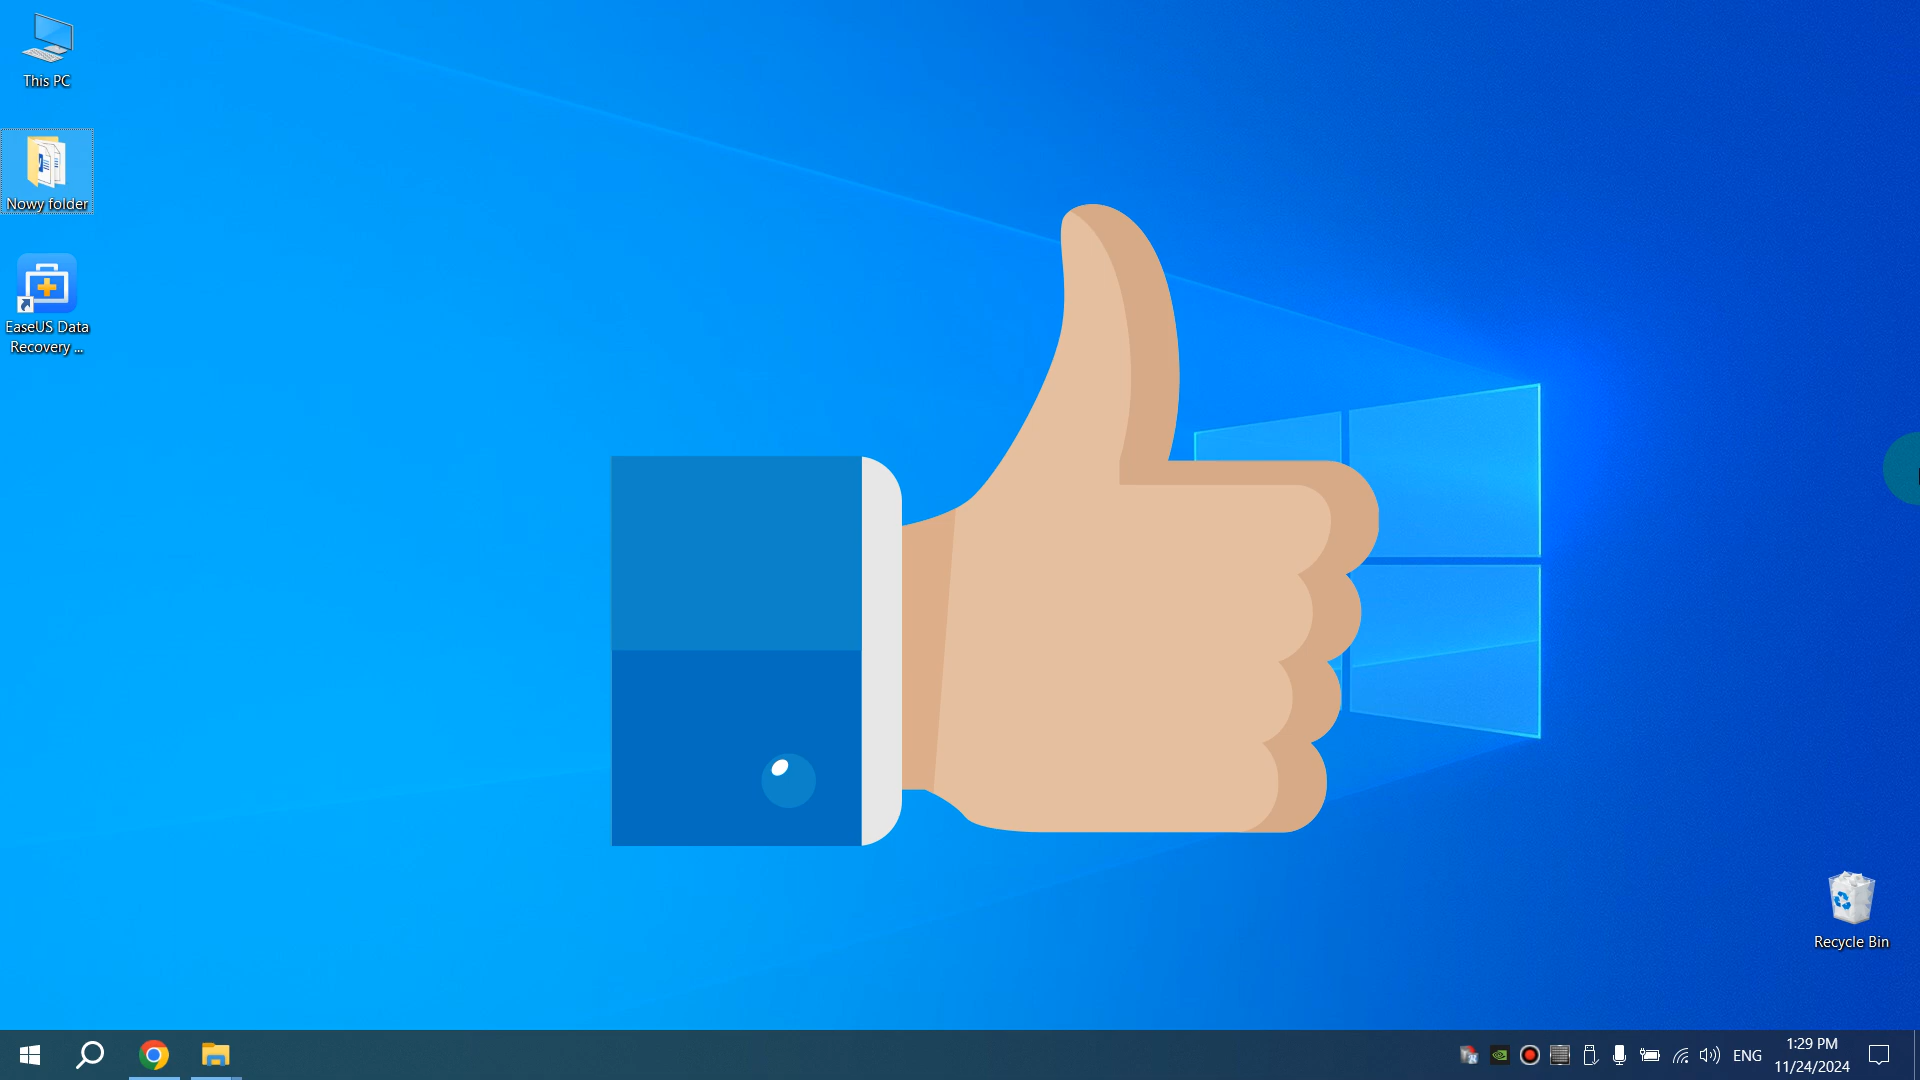 This PC
Nowy folder
EaseUS Data
Recovery ...
Recycle Bin
ENG
1:29 PM
11/24/2024